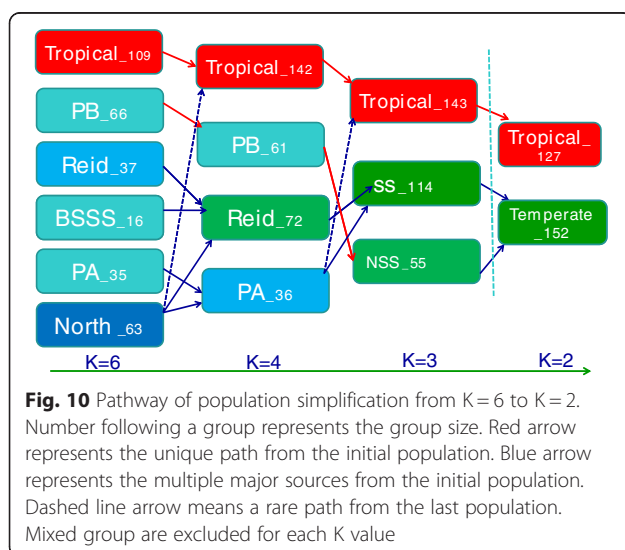 Tropical_109
PB_66
Reid_37
BSSS_16
PA_35
North_63
K=6
Tropical_142
PB_61
Reid_72
PA_36
K=4
Tropical_143
SS_114
NSS_55
K=3
Tropical_
127
Temperate
_152
K=2
Fig. 10 Pathway of population simplification from K = 6 to K = 2.
Number following a group represents the group size. Red arrow
represents the unique path from the initial population. Blue arrow
represents the multiple major sources from the initial population.
Dashed line arrow means a rare path from the last population.
Mixed group are excluded for each K value